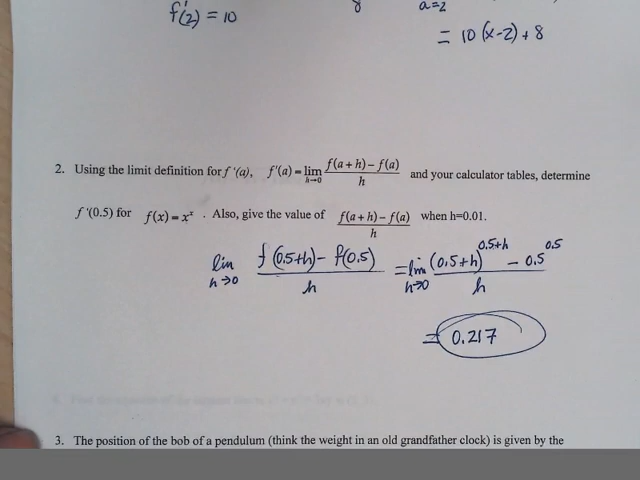 f'(2) = 10
8
a=2
= 10(x-2)+8
2. Using the limit definition for f '(a), f'(a) = lim h→0 f(a+h)−f(a) / h and your calculator tables, determine
f '(0.5) for f(x) = x^x . Also, give the value of f(a+h)−f(a) / h when h=0.01.
lim h→0 f(0.5+h) − f(0.5) / h = lim h→0 (0.5+h)^0.5+h − 0.5^0.5 / h
= 0.217
3. The position of the bob of a pendulum (think the weight in an old grandfather clock) is given by the